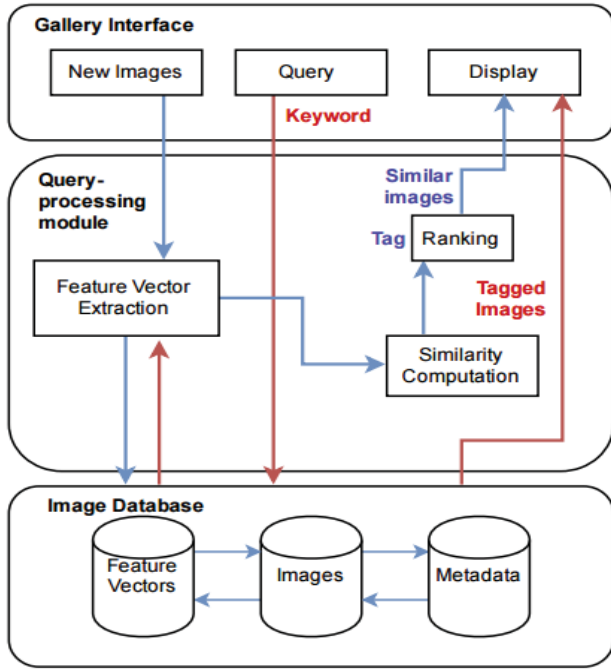 Gallery Interface
New Images
Query
Display
Keyword
Query-
processing
module
Similar
images
Tag
Ranking
Feature Vector
Extraction
Tagged
Images
Similarity
Computation
Image Database
Feature
Vectors
Images
Metadata